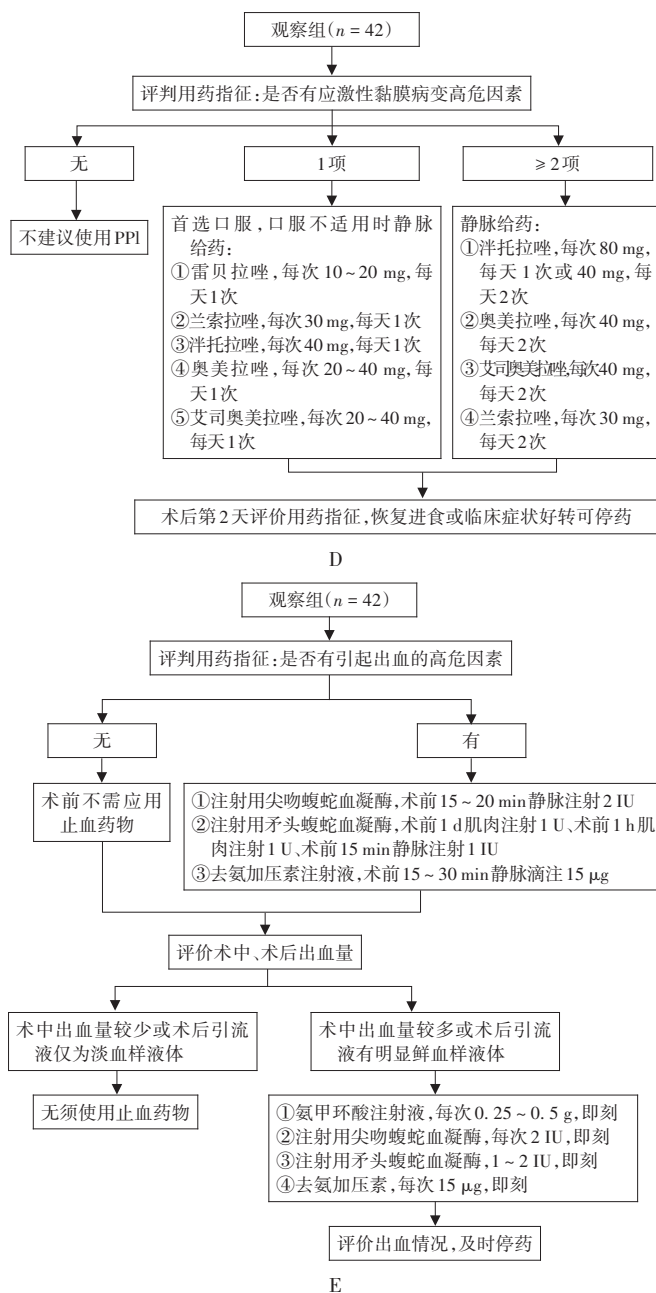 观察组(n = 42)
评判用药指征:是否有应激性黏膜病变高危因素
无
1项
≥2项
不建议使用PPI
首选口服,口服不适用时静脉
给药:
①雷贝拉唑,每次10~20 mg,每
天1次
②兰索拉唑,每次30 mg,每天1次
③泮托拉唑,每次40 mg,每天1次
④奥美拉唑,每次20~40 mg,每
天1次
⑤艾司奥美拉唑,每次20~40 mg,
每天1次
静脉给药:
①泮托拉唑,每次80 mg,
每天1次或40 mg,每
天2次
②奥美拉唑,每次40 mg,
每天2次
③艾司奥美拉唑,每次40 mg,
每天2次
④兰索拉唑,每次30 mg,
每天2次
术后第2天评价用药指征,恢复进食或临床症状好转可停药
D
观察组(n = 42)
评判用药指征:是否有引起出血的高危因素
无
有
术前不需应用
止血药物
①注射用尖吻蝮蛇血凝酶,术前15~20 min静脉注射2 IU
②注射用矛头蝮蛇血凝酶,术前1 d肌肉注射1 U、术前1 h肌
肉注射1 U、术前15 min静脉注射1 IU
③去氨加压素注射液,术前15~30 min静脉滴注15 μg
评价术中、术后出血量
术中出血量较少或术后引流
液仅为淡血样液体
术中出血量较多或术后引流
液有明显鲜血样液体
无须使用止血药物
①氨甲环酸注射液,每次0.25~0.5 g,即刻
②注射用尖吻蝮蛇血凝酶,每次2 IU,即刻
③注射用矛头蝮蛇血凝酶,1~2 IU,即刻
④去氨加压素,每次15 μg,即刻
评价出血情况,及时停药
E